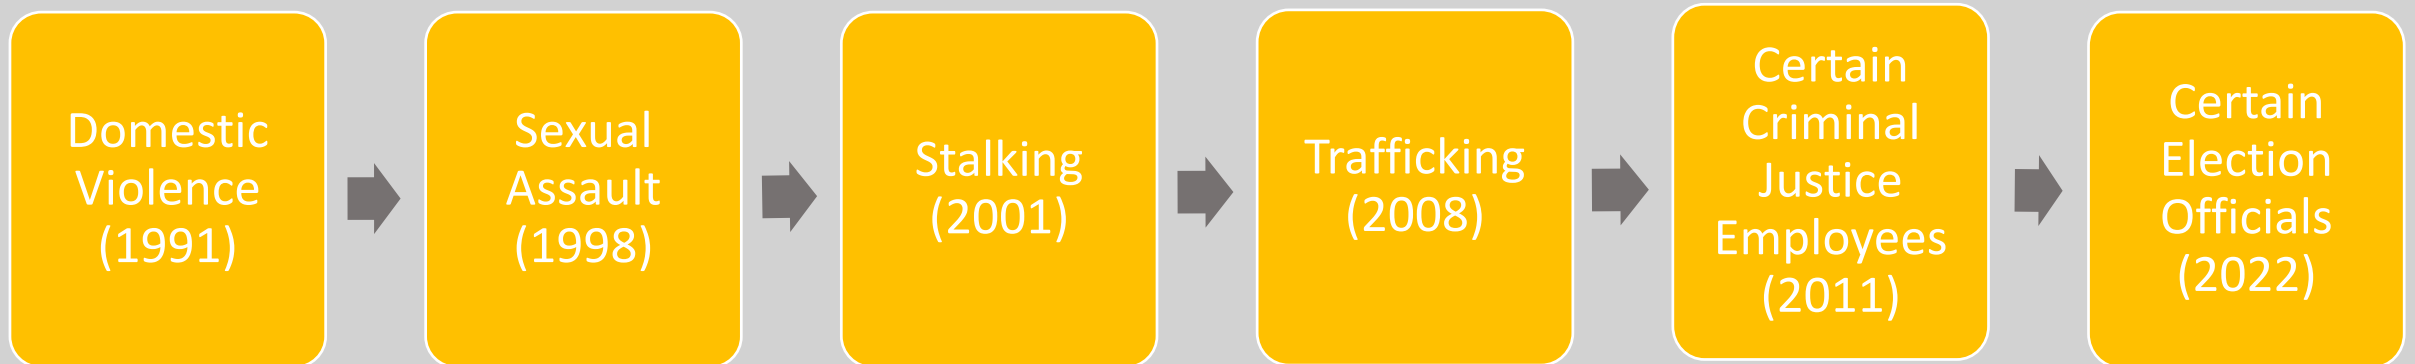 Domestic
Violence
(1991)
Sexual
Assault
(1998)
Stalking
(2001)
Trafficking
(2008)
Certain
Criminal
Justice
Employees
(2011)
Certain
Election
Officials
(2022)